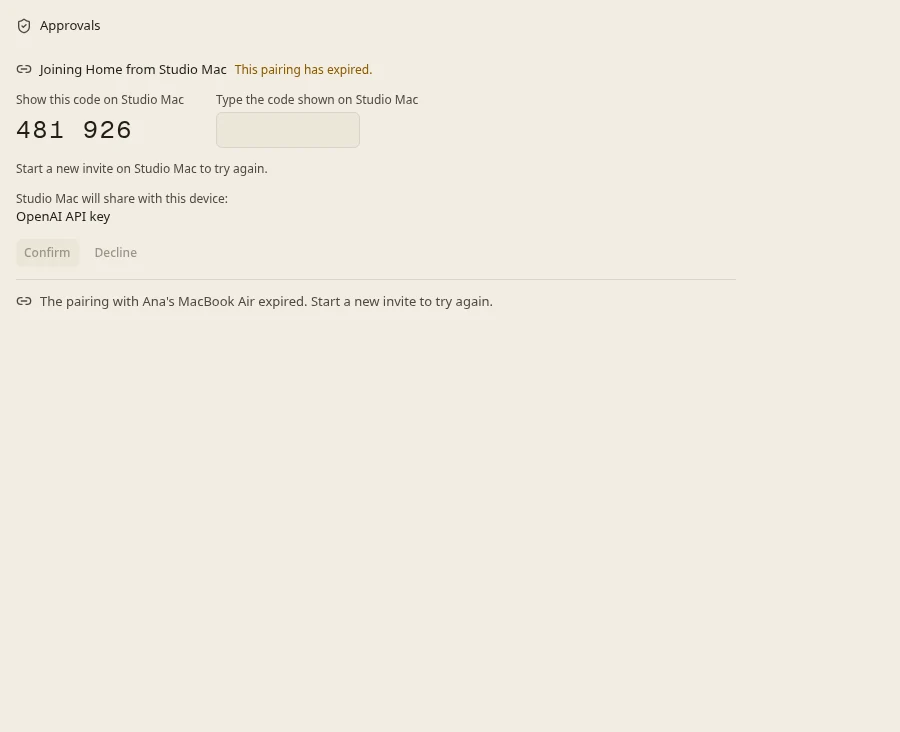 Approvals
Joining Home from Studio Mac This pairing has expired.
Show this code on Studio Mac
481 926
Type the code shown on Studio Mac
Start a new invite on Studio Mac to try again.
Studio Mac will share with this device:
OpenAI API key
Confirm Decline
The pairing with Ana's MacBook Air expired. Start a new invite to try again.